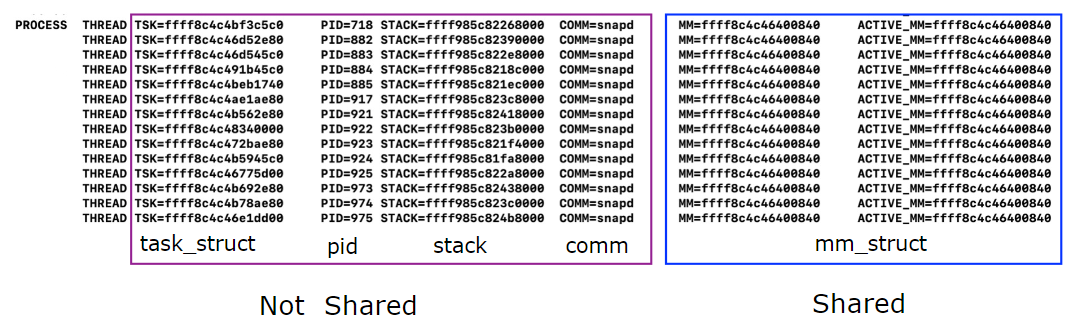 PROCESS THREAD TSK=ffff8c4c4bf3c5c0 PID=718 STACK=ffff985c82268000 COMM=snapd MM=ffff8c4c46400840 ACTIVE_MM=ffff8c4c46400840
THREAD TSK=ffff8c4c46d52e80 PID=882 STACK=ffff985c82390000 COMM=snapd MM=ffff8c4c46400840 ACTIVE_MM=ffff8c4c46400840
THREAD TSK=ffff8c4c46d545c0 PID=883 STACK=ffff985c822e8000 COMM=snapd MM=ffff8c4c46400840 ACTIVE_MM=ffff8c4c46400840
THREAD TSK=ffff8c4c491b45c0 PID=884 STACK=ffff985c8218c000 COMM=snapd MM=ffff8c4c46400840 ACTIVE_MM=ffff8c4c46400840
THREAD TSK=ffff8c4c4beb1740 PID=885 STACK=ffff985c821ec000 COMM=snapd MM=ffff8c4c46400840 ACTIVE_MM=ffff8c4c46400840
THREAD TSK=ffff8c4c4ae1ae80 PID=917 STACK=ffff985c823c8000 COMM=snapd MM=ffff8c4c46400840 ACTIVE_MM=ffff8c4c46400840
THREAD TSK=ffff8c4c4b562e80 PID=921 STACK=ffff985c82418000 COMM=snapd MM=ffff8c4c46400840 ACTIVE_MM=ffff8c4c46400840
THREAD TSK=ffff8c4c48340000 PID=922 STACK=ffff985c823b0000 COMM=snapd MM=ffff8c4c46400840 ACTIVE_MM=ffff8c4c46400840
THREAD TSK=ffff8c4c472bae80 PID=923 STACK=ffff985c821f4000 COMM=snapd MM=ffff8c4c46400840 ACTIVE_MM=ffff8c4c46400840
THREAD TSK=ffff8c4c4b5945c0 PID=924 STACK=ffff985c81fa8000 COMM=snapd MM=ffff8c4c46400840 ACTIVE_MM=ffff8c4c46400840
THREAD TSK=ffff8c4c46775d00 PID=925 STACK=ffff985c822a8000 COMM=snapd MM=ffff8c4c46400840 ACTIVE_MM=ffff8c4c46400840
THREAD TSK=ffff8c4c4b692e80 PID=973 STACK=ffff985c82438000 COMM=snapd MM=ffff8c4c46400840 ACTIVE_MM=ffff8c4c46400840
THREAD TSK=ffff8c4c4b78ae80 PID=974 STACK=ffff985c823c0000 COMM=snapd MM=ffff8c4c46400840 ACTIVE_MM=ffff8c4c46400840
THREAD TSK=ffff8c4c46e1dd00 PID=975 STACK=ffff985c824b8000 COMM=snapd MM=ffff8c4c46400840 ACTIVE_MM=ffff8c4c46400840
task_struct pid stack comm mm_struct
Not Shared Shared